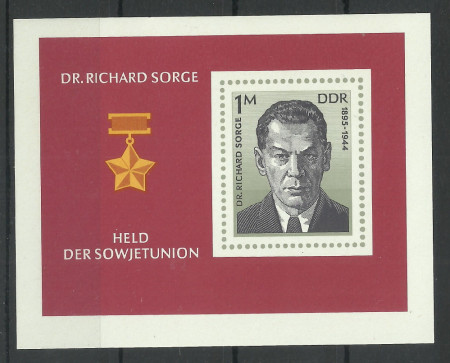 DR. RICHARD SORGE
HELD
DER SOWJETUNION
1M DDR
DR. RICHARD SORGE
1895-1944